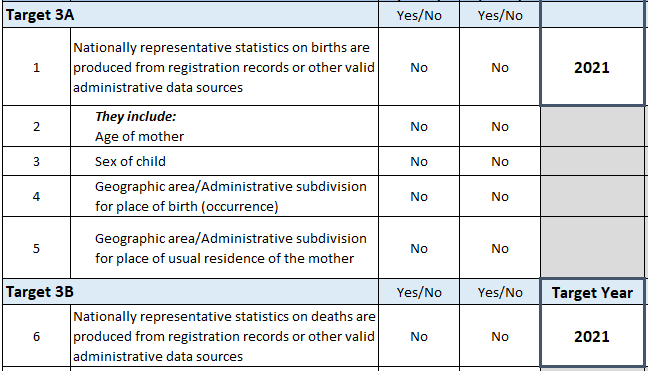 Target 3A Yes/No Yes/No
1 Nationally representative statistics on births are
produced from registration records or other valid
administrative data sources No No 2021
2 They include:
Age of mother No No
3 Sex of child No No
4 Geographic area/Administrative subdivision
for place of birth (occurrence) No No
5 Geographic area/Administrative subdivision
for place of usual residence of the mother No No
Target 3B Yes/No Yes/No Target Year
6 Nationally representative statistics on deaths are
produced from registration records or other valid
administrative data sources No No 2021